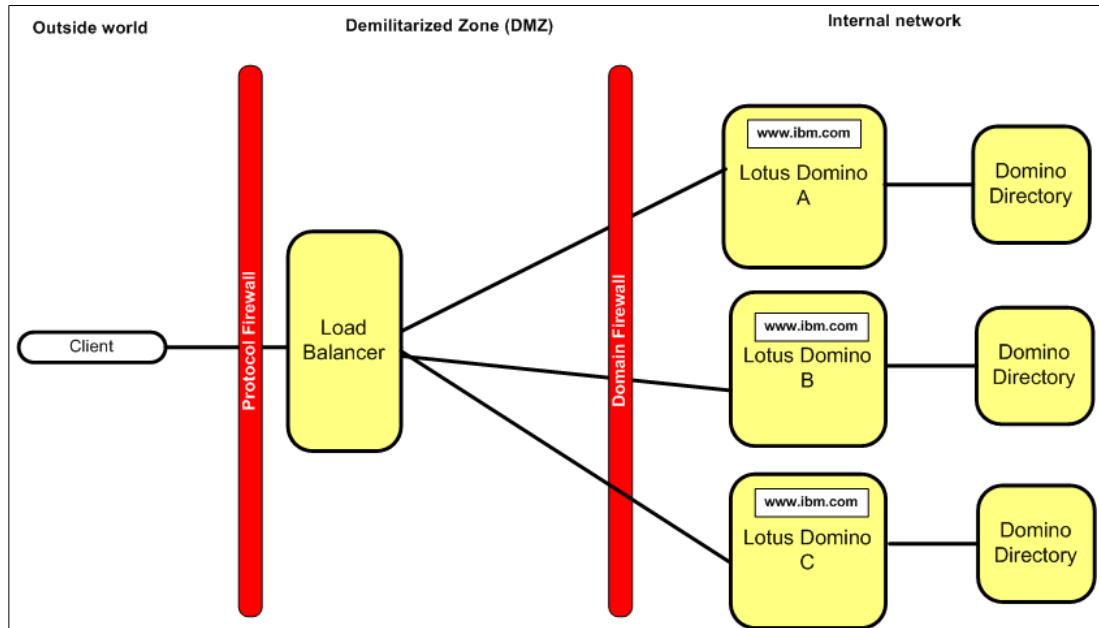 Outside world
Demilitarized Zone (DMZ)
Internal network
Client
Protocol Firewall
Load
Balancer
Domain Firewall
www.ibm.com
Lotus Domino
A
Domino
Directory
www.ibm.com
Lotus Domino
B
Domino
Directory
www.ibm.com
Lotus Domino
C
Domino
Directory